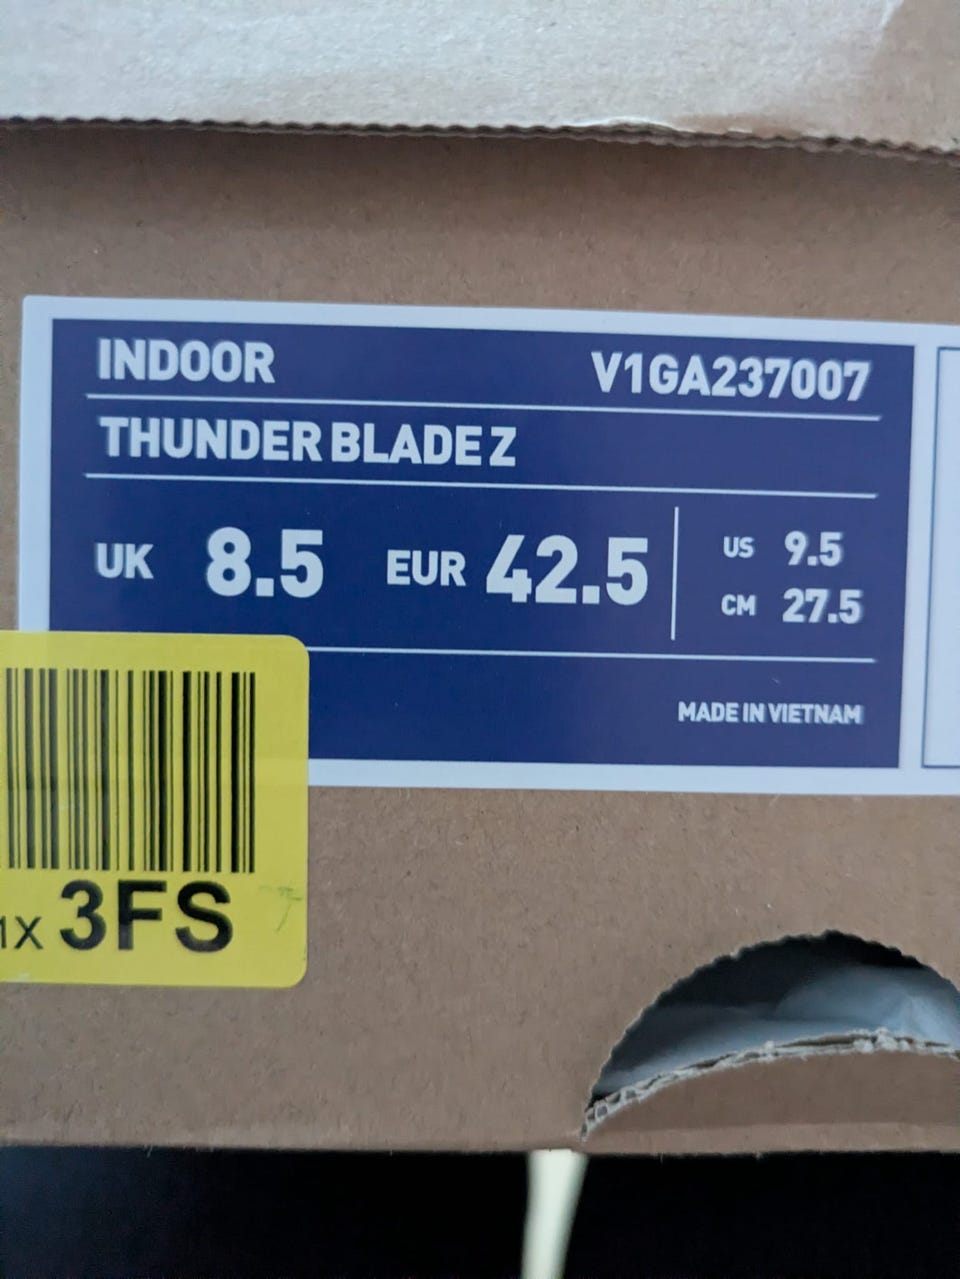 INDOOR V1GA237007
THUNDER BLADE Z
UK 8.5 EUR 42.5 US 9.5
CM 27.5
MADE IN VIETNAM
1X 3FS